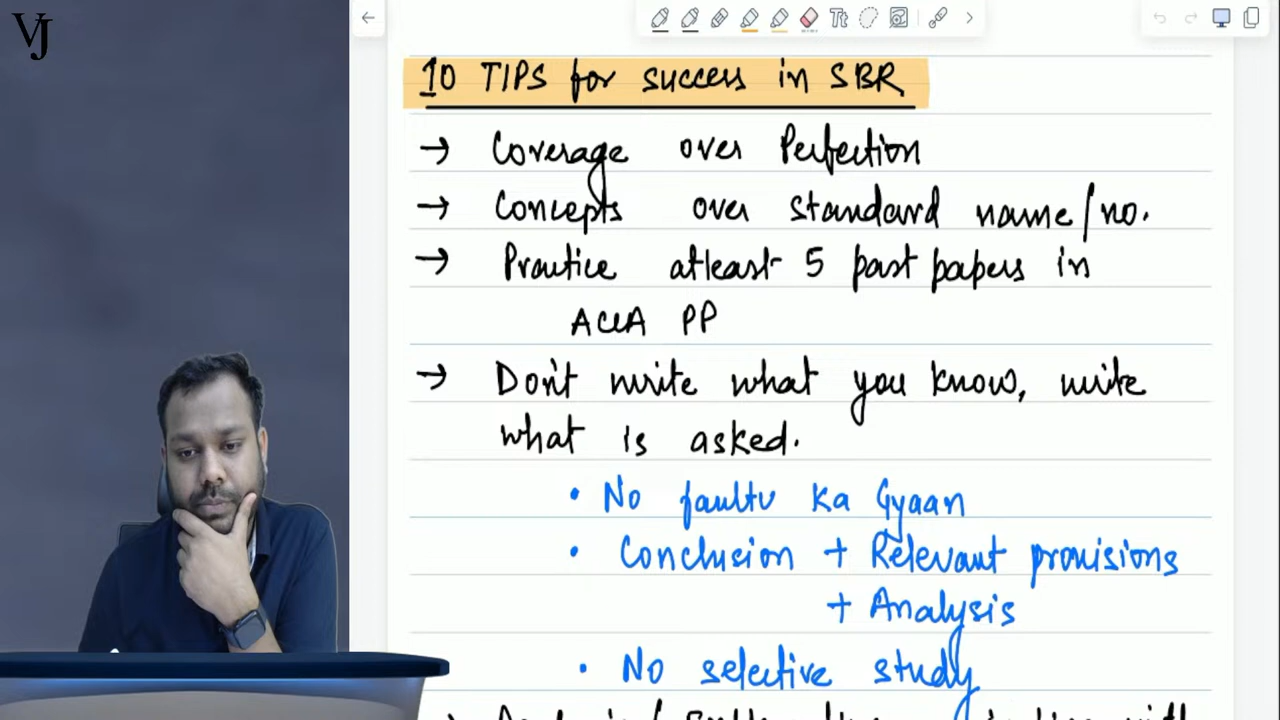 VJ
10 TIPS for success in SBR
→ Coverage over Perfection
→ Concepts over standard name/no.
→ Practice atleast 5 past papers in
ACCA PP
→ Don't write what you know, write
what is asked.
• No faultu ka Gyaan
• Conclusion + Relevant provisions
+ Analysis
• No selective study